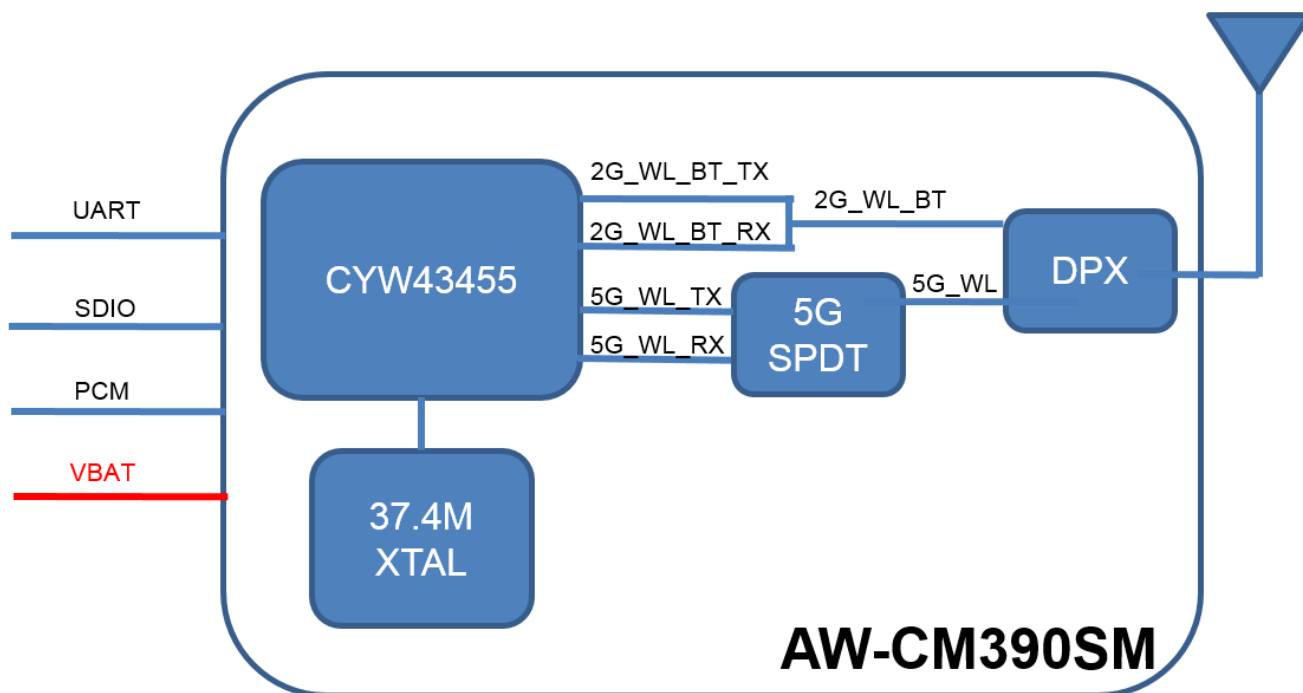 UART
SDIO
PCM
VBAT
CYW43455
37.4M
XTAL
2G_WL_BT_TX
2G_WL_BT_RX
5G_WL_TX
5G_WL_RX
2G_WL_BT
5G
SPDT
5G_WL
DPX
AW-CM390SM